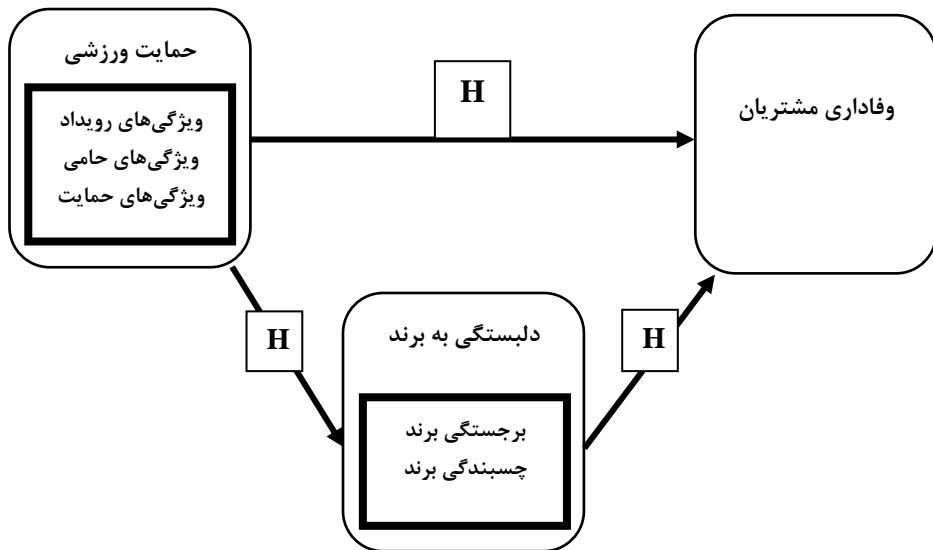 حمایت ورزشی
ویژگی‌های رویداد
ویژگی‌های حامی
ویژگی‌های حمایت
H
وفاداری مشتریان
H
H
دلبستگی به برند
برجستگی برند
چسبندگی برند